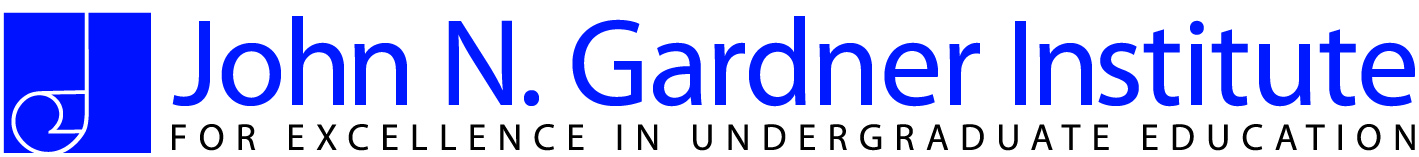 John N. Gardner Institute
FOR EXCELLENCE IN UNDERGRADUATE EDUCATION